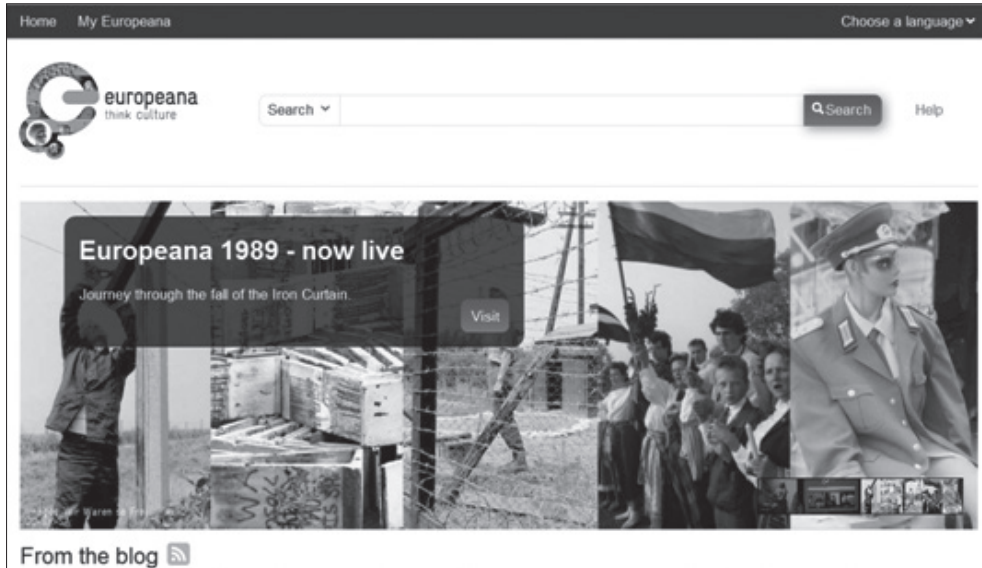 Home My Europeana Choose a language
europeana
think culture
Search Search Help
Europeana 1989 - now live
Journey through the fall of the Iron Curtain.
Visit
From the blog